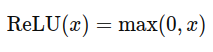 ReLU(x) = max(0, x)